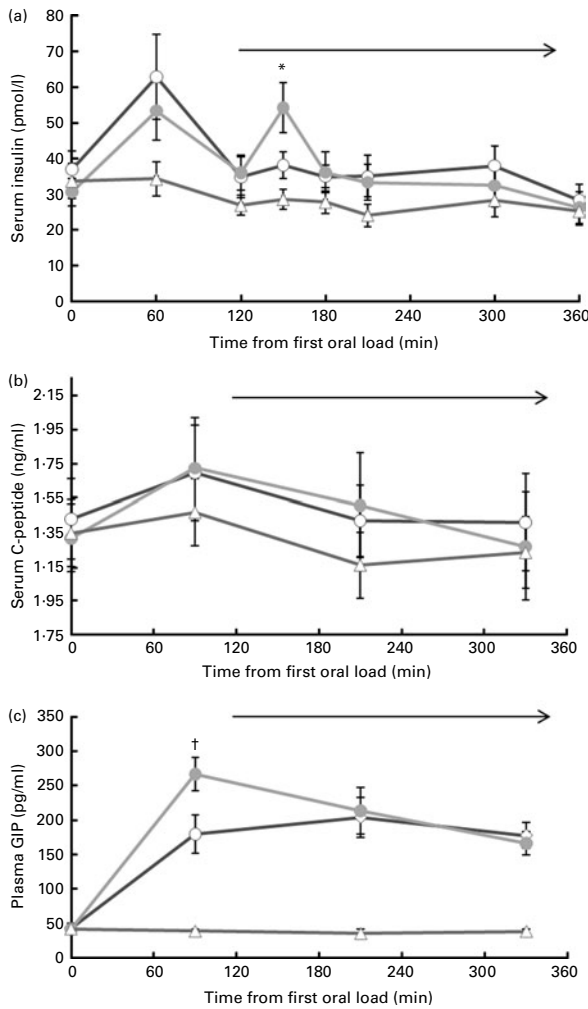 (a)
80
70
60
50
40
30
20
10
0
Serum insulin (pmol/l)
*
0 60 120 180 240 300 360
Time from first oral load (min)
(b)
2·15
1·75
1·55
1·35
1·15
1·75
Serum C-peptide (ng/ml)
0 60 120 180 240 300 360
Time from first oral load (min)
(c)
350
300
250
200
150
100
50
0
Plasma GIP (pg/ml)
†
0 60 120 180 240 300 360
Time from first oral load (min)